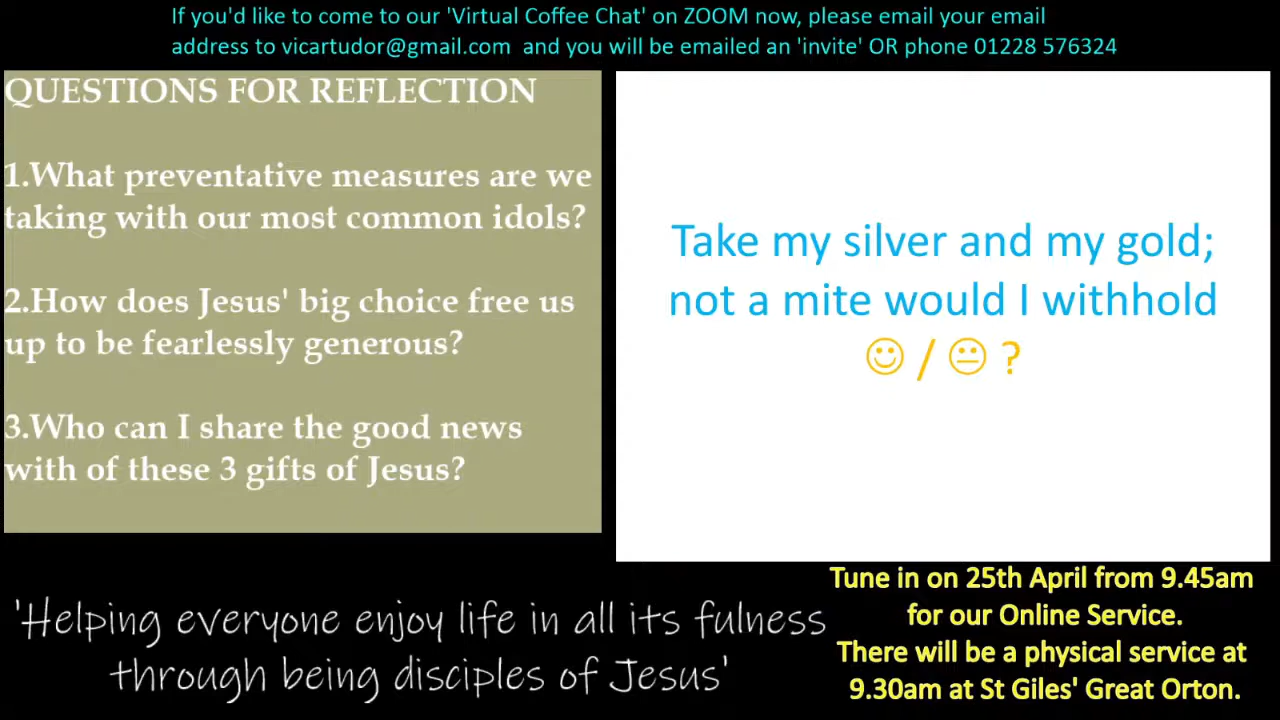 If you'd like to come to our 'Virtual Coffee Chat' on ZOOM now, please email your email
address to vicartudor@gmail.com and you will be emailed an 'invite' OR phone 01228 576324
QUESTIONS FOR REFLECTION
1.What preventative measures are we
taking with our most common idols?
2.How does Jesus' big choice free us
up to be fearlessly generous?
3.Who can I share the good news
with of these 3 gifts of Jesus?
Take my silver and my gold;
not a mite would I withhold
☺ / 😐 ?
'Helping everyone enjoy life in all its fulness
through being disciples of Jesus'
Tune in on 25th April from 9.45am
for our Online Service.
There will be a physical service at
9.30am at St Giles' Great Orton.